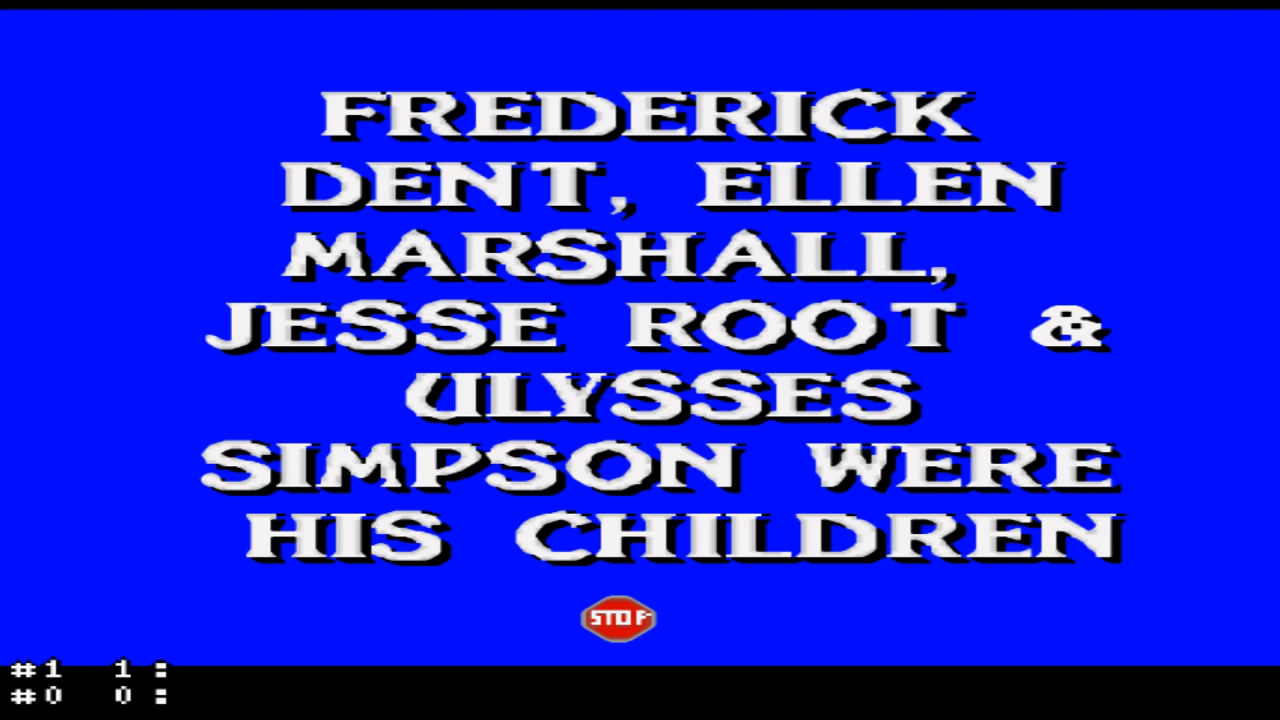 FREDERICK
DENT, ELLEN
MARSHALL,
JESSE ROOT &
ULYSSES
SIMPSON WERE
HIS CHILDREN
STOP
#1 1 :
#0 0 :